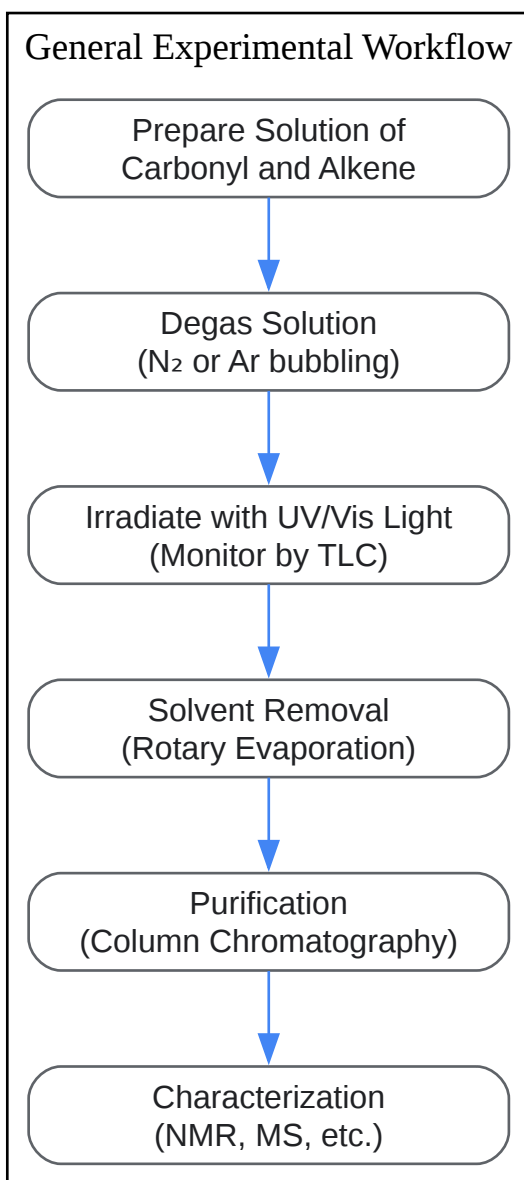 General Experimental Workflow
Prepare Solution of
Carbonyl and Alkene
Degas Solution
(N₂ or Ar bubbling)
Irradiate with UV/Vis Light
(Monitor by TLC)
Solvent Removal
(Rotary Evaporation)
Purification
(Column Chromatography)
Characterization
(NMR, MS, etc.)